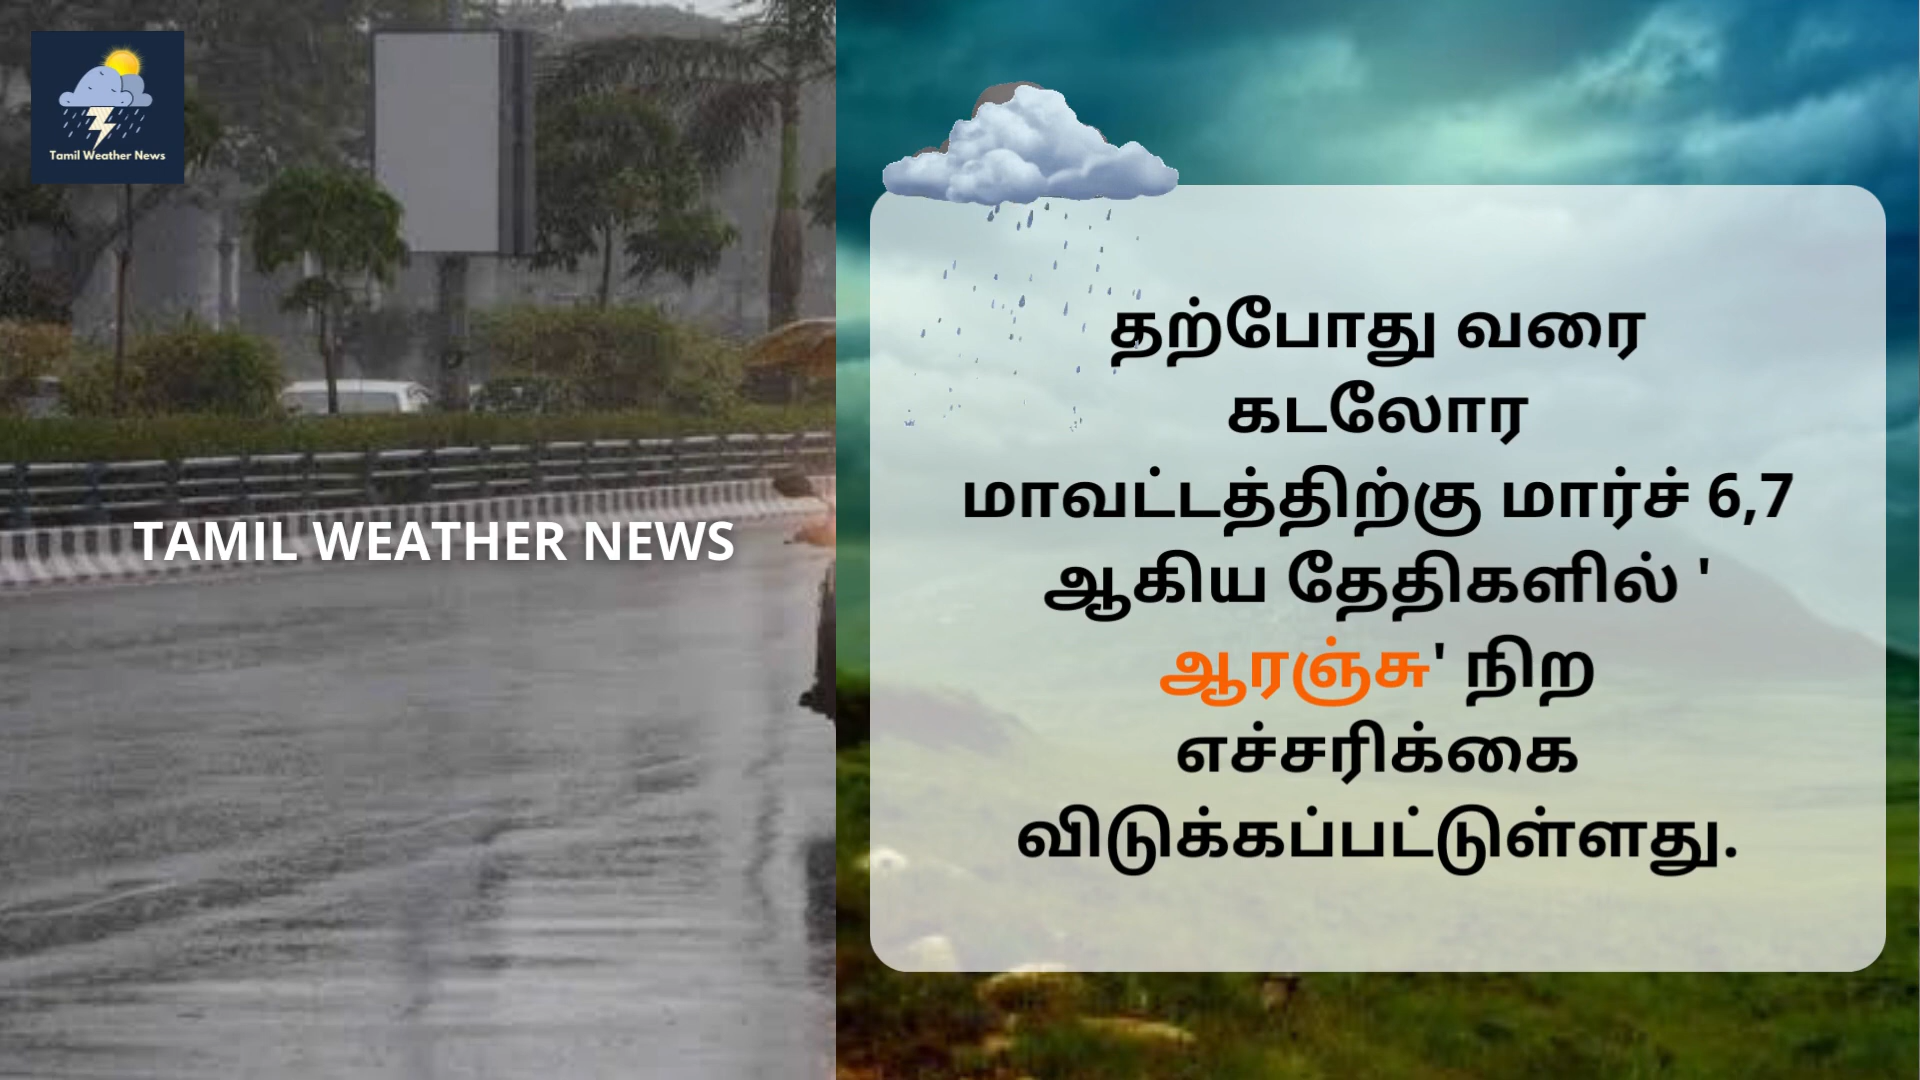 Tamil Weather News
TAMIL WEATHER NEWS
தற்போது வரை
கடலோர
மாவட்டத்திற்கு மார்ச் 6,7
ஆகிய தேதிகளில் '
ஆரஞ்சு' நிற
எச்சரிக்கை
விடுக்கப்பட்டுள்ளது.